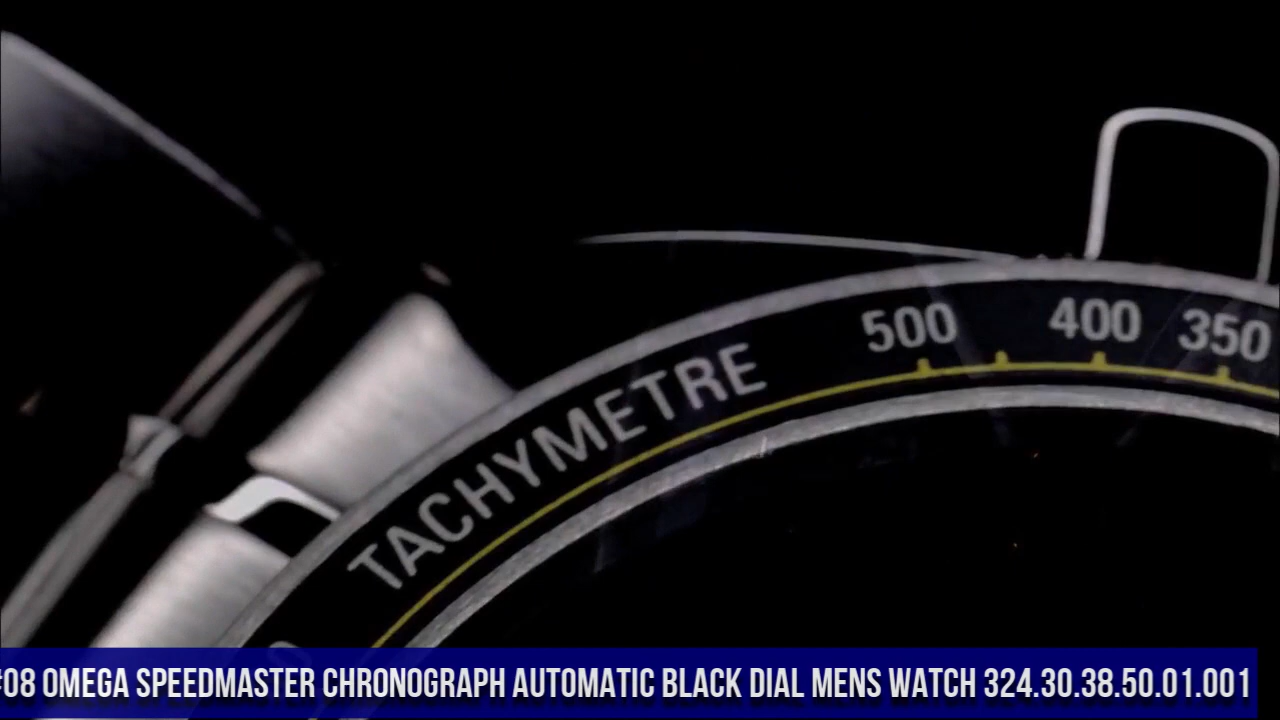 500 400 350
TACHYMETRE
#08 OMEGA SPEEDMASTER CHRONOGRAPH AUTOMATIC BLACK DIAL MENS WATCH 324.30.38.50.01.001